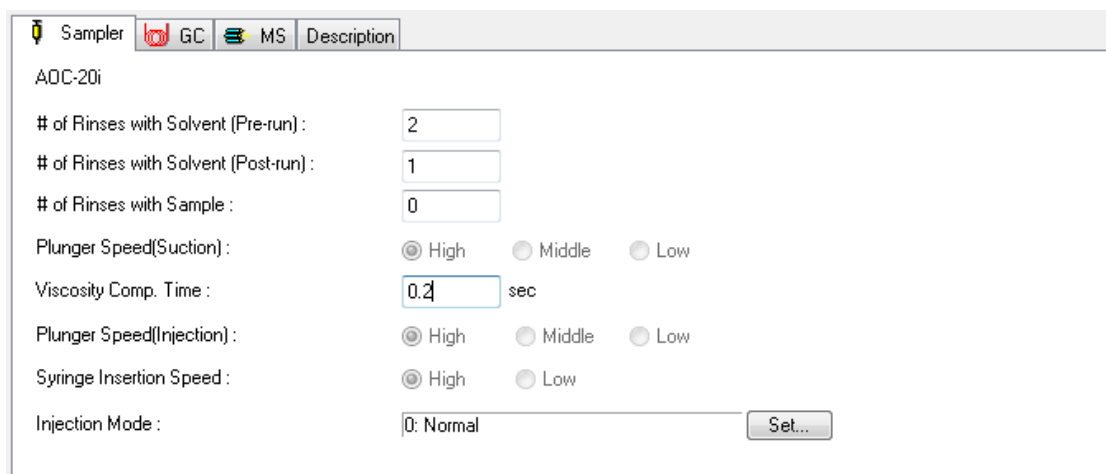 Sampler GC MS Description
AOC-20i
# of Rinses with Solvent (Pre-run) : 2
# of Rinses with Solvent (Post-run) : 1
# of Rinses with Sample : 0
Plunger Speed(Suction) : High Middle Low
Viscosity Comp. Time : 0.2 sec
Plunger Speed(Injection) : High Middle Low
Syringe Insertion Speed : High Low
Injection Mode : 0: Normal Set...